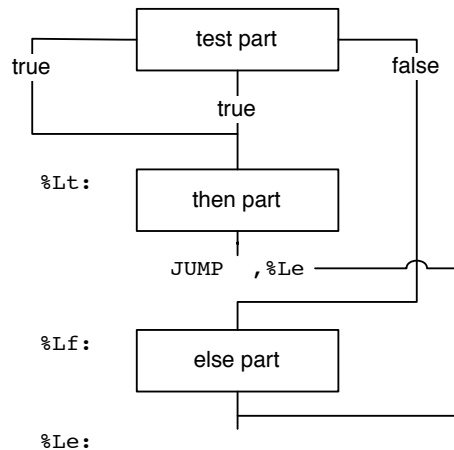 test part
true
false
true
%Lt:
then part
JUMP ,%Le
%Lf:
else part
%Le: